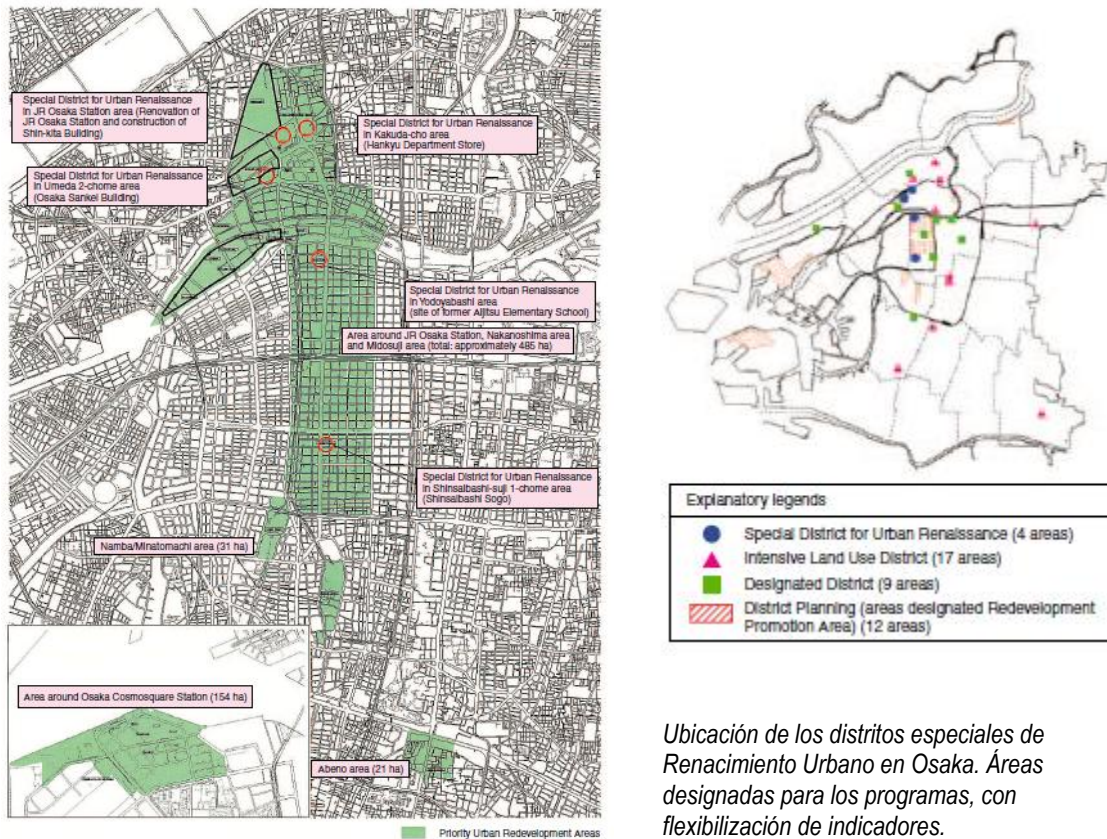 Special District for Urban Renaissance
in JR Osaka Station area (Renovation of
JR Osaka Station and construction of
Shin-kita Building)
Special District for Urban Renaissance
in Kakuda-cho area
(Hankyu Department Store)
Special District for Urban Renaissance
in Umeda 2-chome area
(Osaka Sankei Building)
Special District for Urban Renaissance
in Yodoyabashi area
(site of former Aijitsu Elementary School)
Area around JR Osaka Station, Nakanoshima area
and Midosuji area (total: approximately 485 ha)
Special District for Urban Renaissance
in Shinsaibashi-suji 1-chome area
(Shinsaibashi Sogo)
Namba/Minatomachi area (31 ha)
Area around Osaka Cosmosquare Station (154 ha)
Abeno area (21 ha)
Priority Urban Redevelopment Areas
Explanatory legends
Special District for Urban Renaissance (4 areas)
Intensive Land Use District (17 areas)
Designated District (9 areas)
District Planning (areas designated Redevelopment
Promotion Area) (12 areas)
Ubicación de los distritos especiales de
Renacimiento Urbano en Osaka. Áreas
designadas para los programas, con
flexibilización de indicadores.